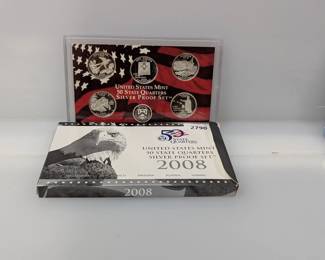 UNITED STATES MINT
50 STATE QUARTERS
SILVER PROOF SET
2796
50
STATE
QUARTERS
UNITED STATES MINT
50 STATE QUARTERS
SILVER PROOF SET
2008
2008